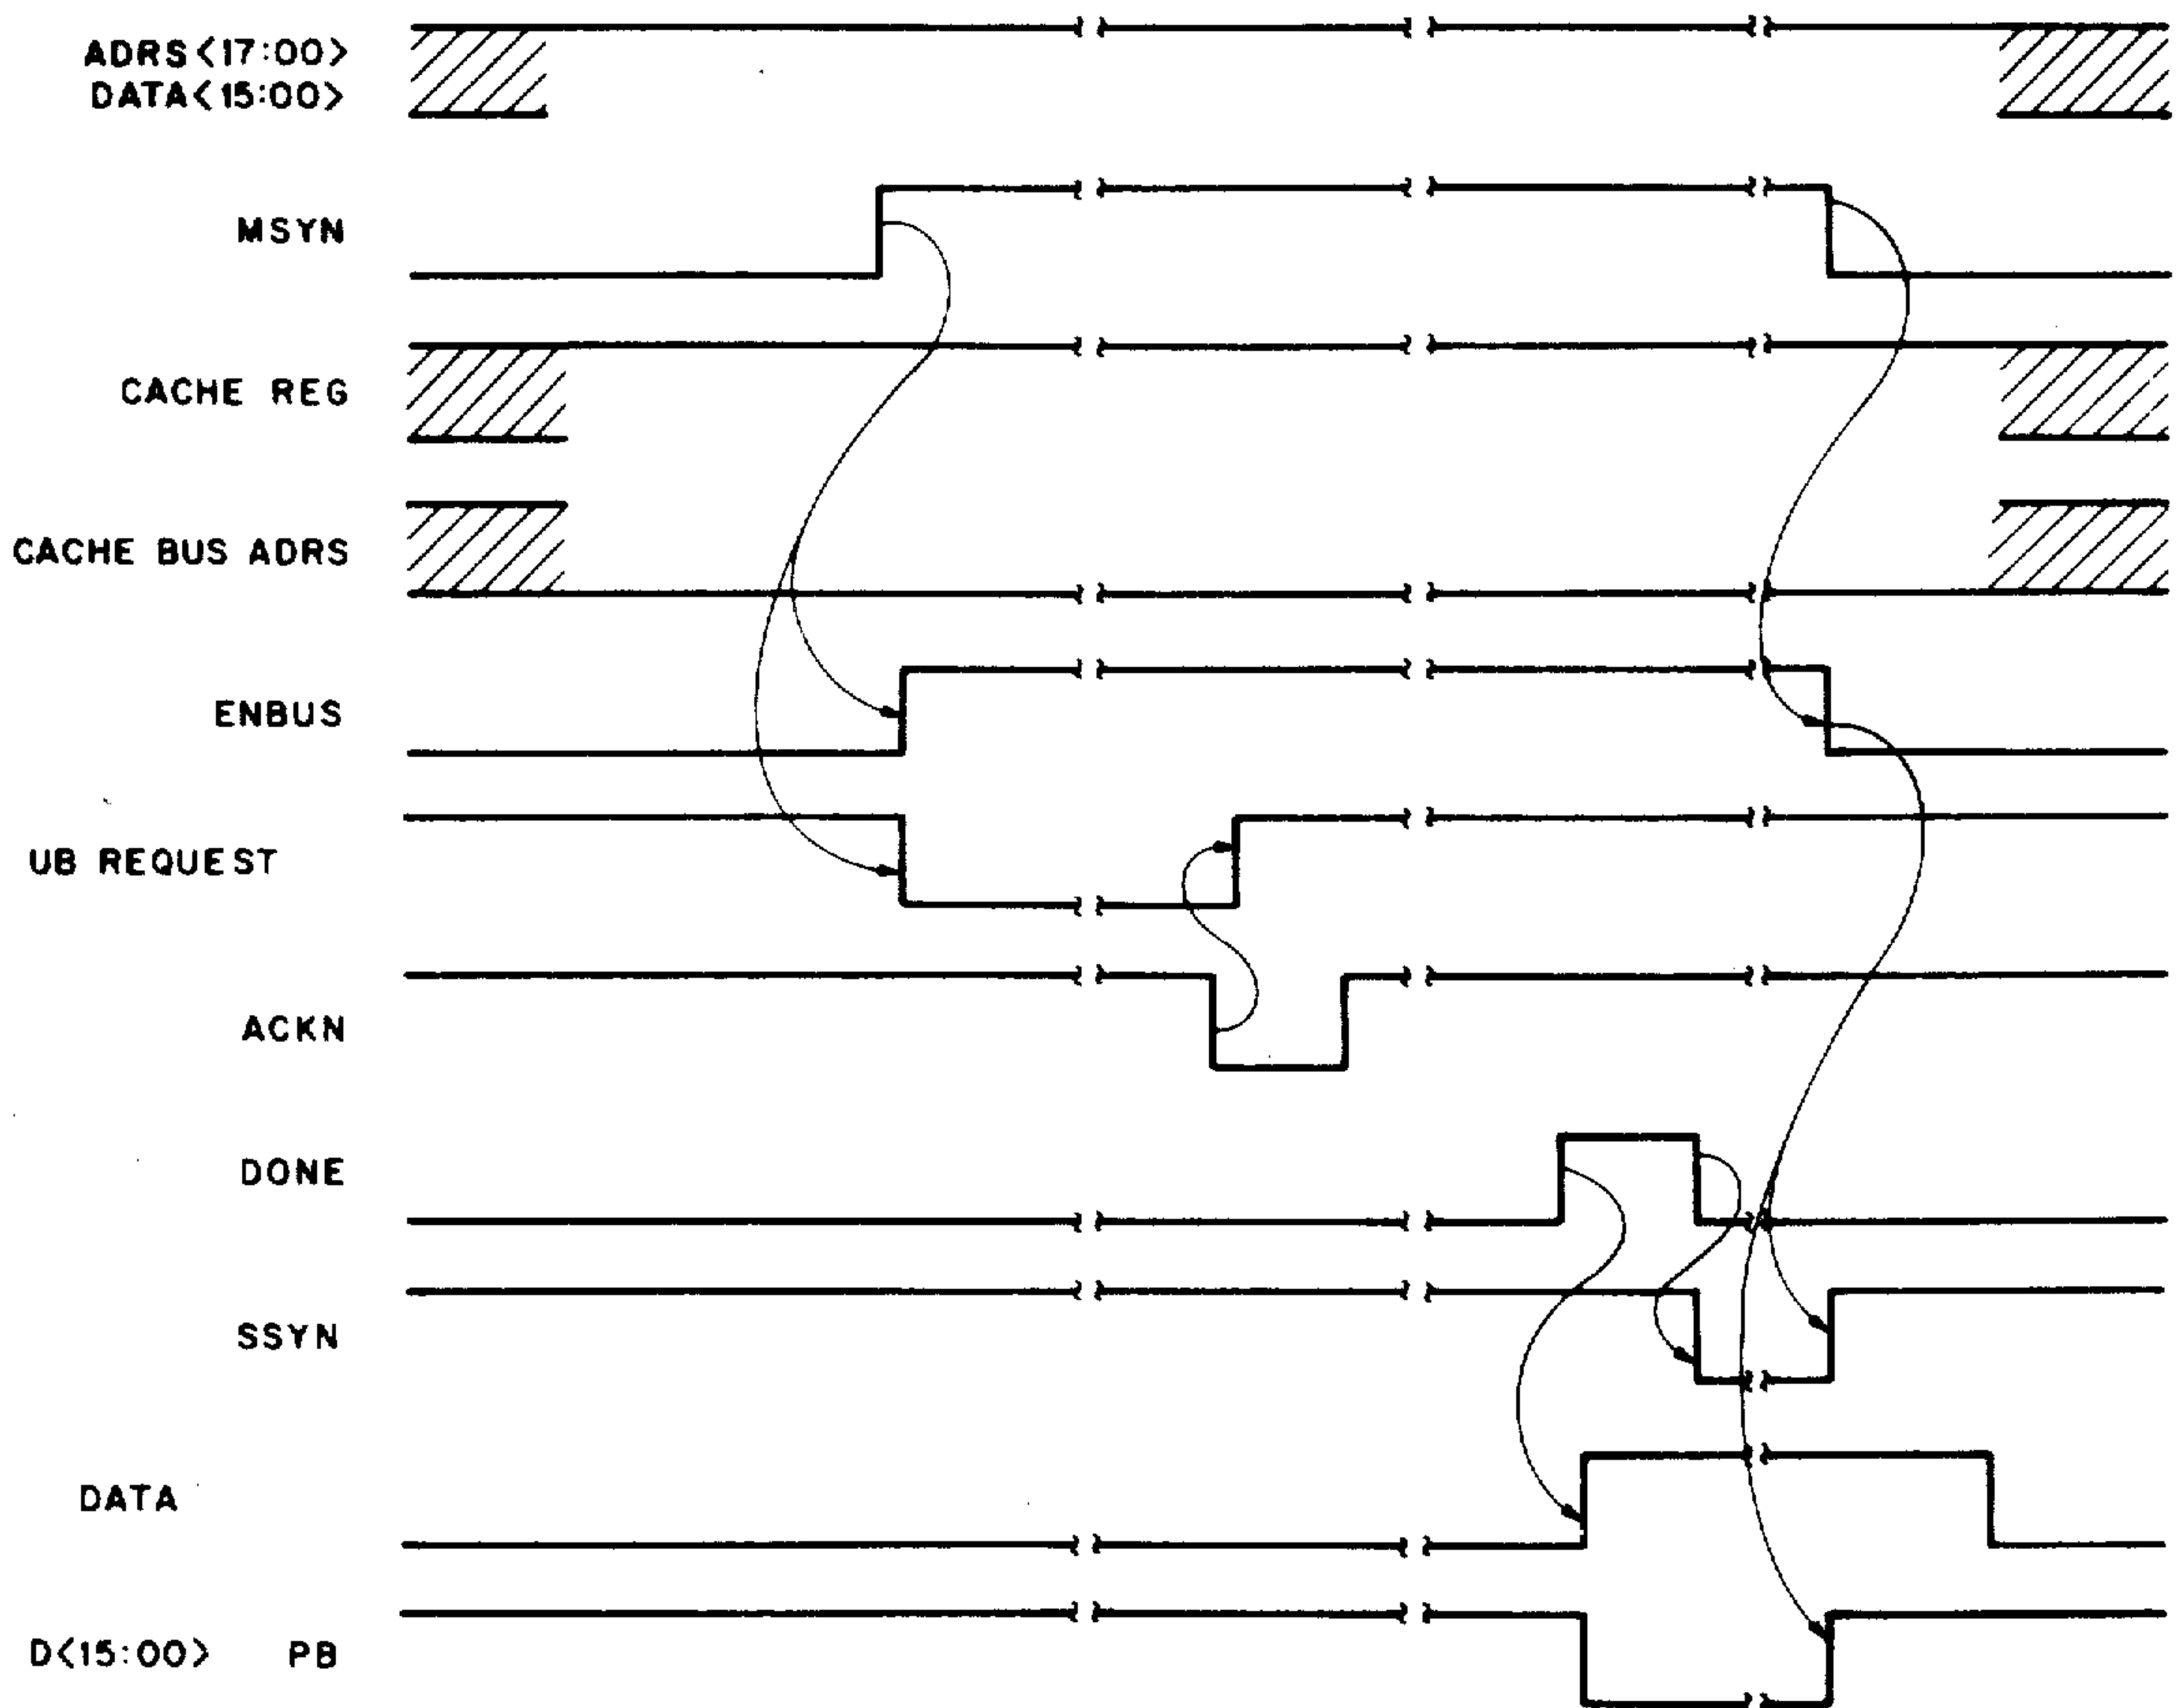 ADRS<17:00>
DATA<15:00>
MSYN
CACHE REG
CACHE BUS ADRS
ENBUS
UB REQUEST
ACKN
DONE
SSYN
DATA
D<15:00> PB